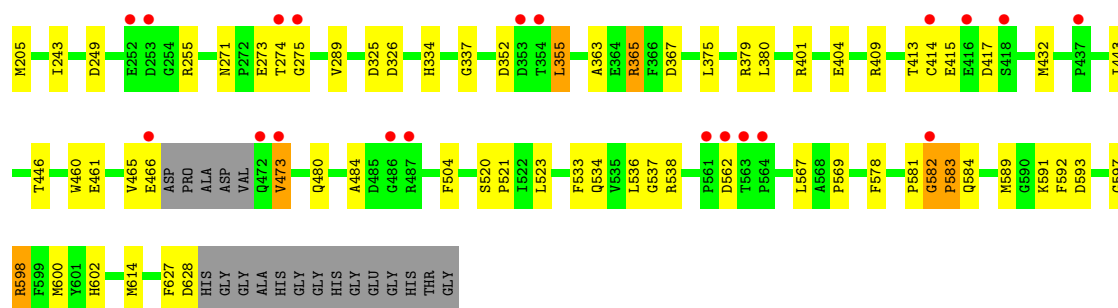 M205 I243 D249 E252 D253 G254 R255 N271 P272 E273 T274 G275 V289 D325 D326 H334 G337 D352 D353 T354 L355 A363 E364 R365 F366 D367 L375 R379 L380 R401 E404 R409 T413 C414 E415 E416 D417 S418 M432 P437
T446 W460 E461 V465 E466 ASP PRO ALA ASP VAL Q472 V473 Q480 A484 D485 G486 R487 F504 S520 P521 I522 L523 F533 Q534 V535 L536 G537 R538 P561 D562 T563 P564 L567 A568 P569 F578 P581 G582 P583 Q584 M589 G590 K591 F592 D593
R598 F599 M600 Y601 H602 M614 F627 D628 HIS GLY GLY ALA HIS GLY GLY HIS GLY GLU GLY HIS THR GLY